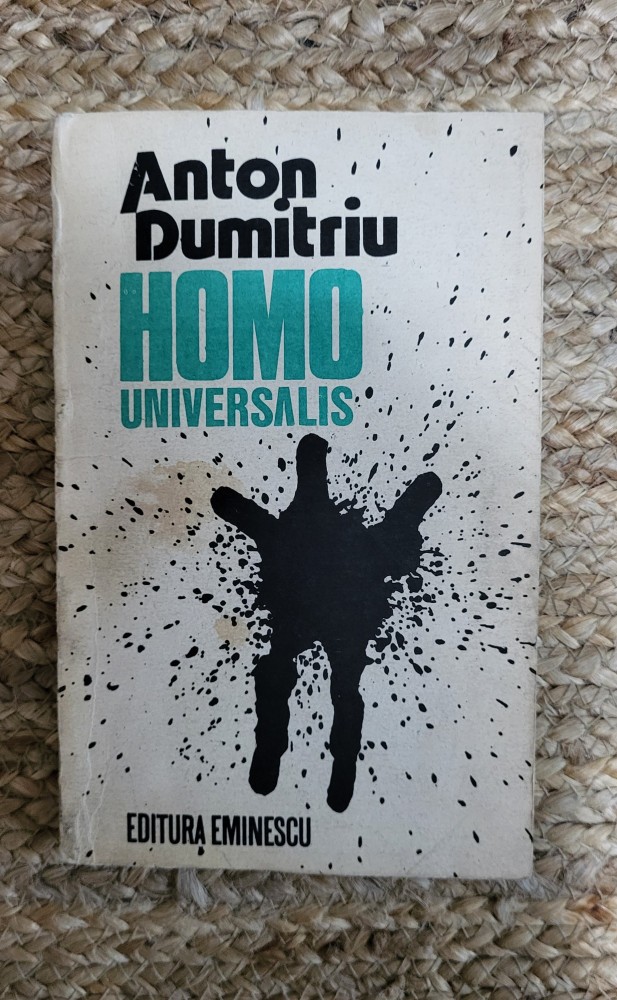 Anton
Dumitriu
HOMO
UNIVERSALIS
EDITURA EMINESCU